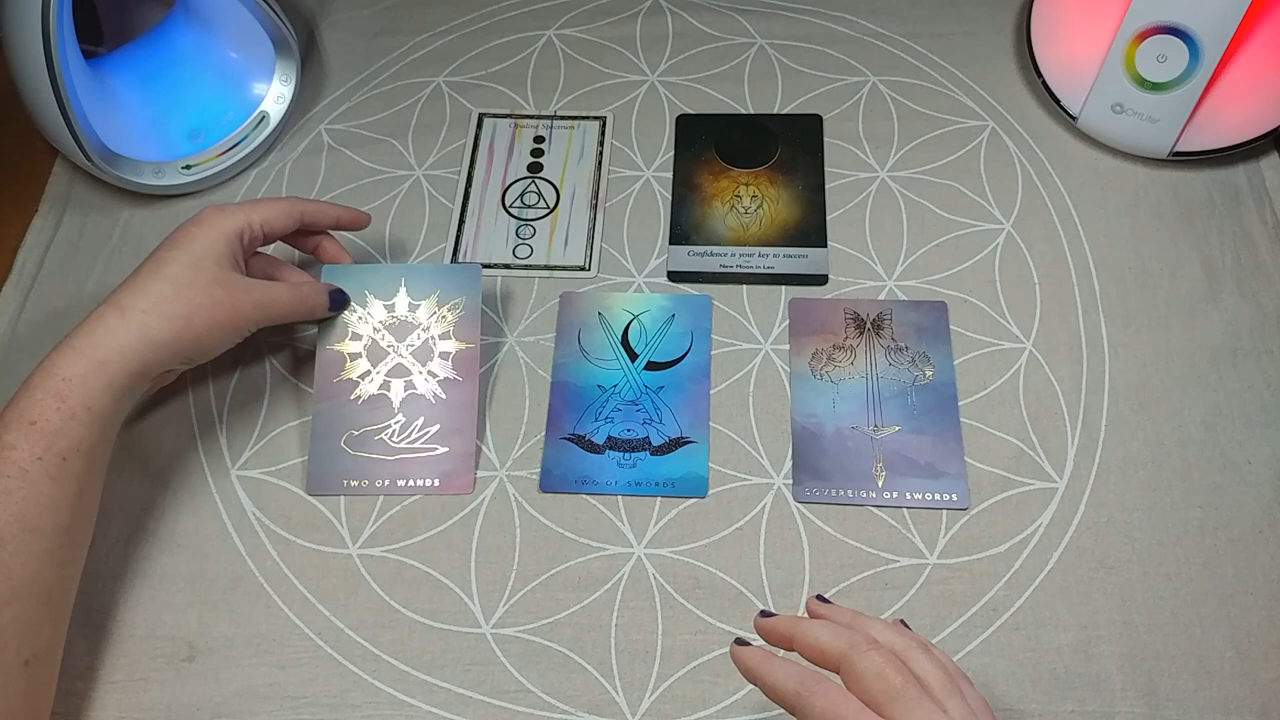 Opaline Spectrum
Confidence is your key to success
New Moon in Leo
TWO OF WANDS
TWO OF SWORDS
SOVEREIGN OF SWORDS